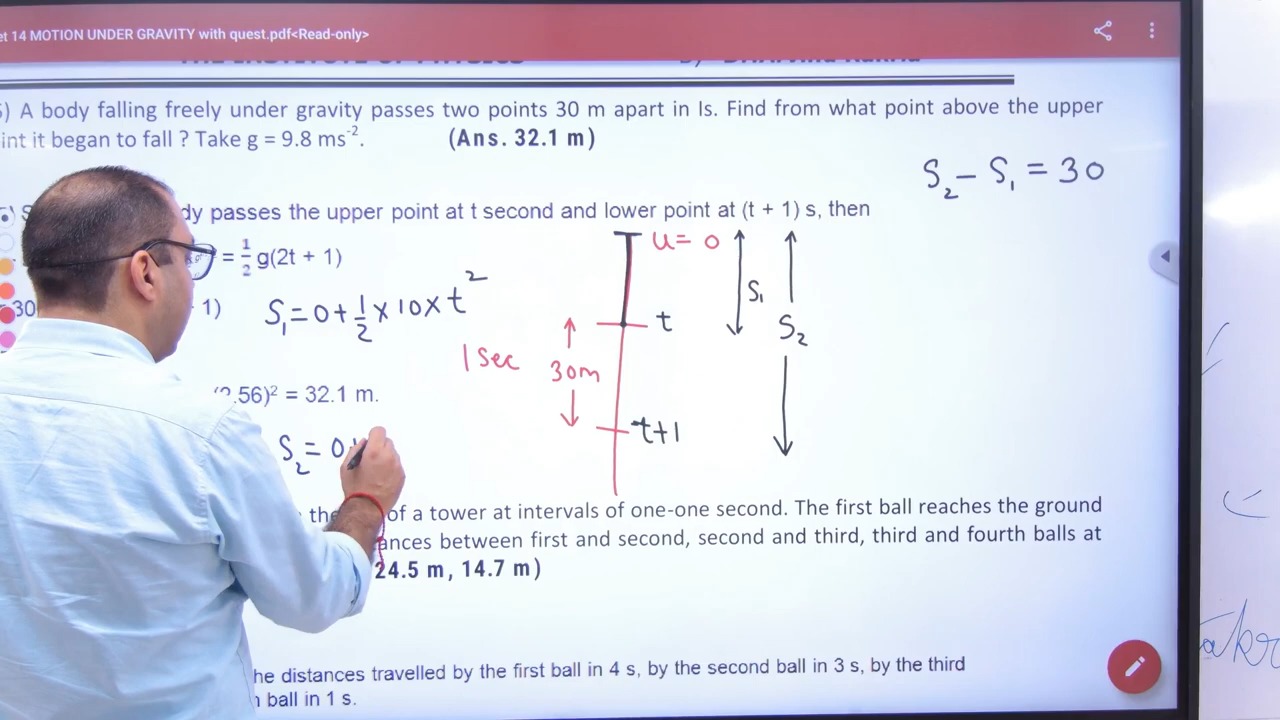 et 14 MOTION UNDER GRAVITY with quest.pdf<Read-only>
) A body falling freely under gravity passes two points 30 m apart in Is. Find from what point above the upper
int it began to fall ? Take g = 9.8 ms⁻². (Ans. 32.1 m)
S₂ - S₁ = 30
dy passes the upper point at t second and lower point at (t + 1) s, then
u = 0
= 1/2 g(2t + 1)
S₁ = 0 + 1/2 × 10 × t²
30 1)
S₁
t
S₂
1 sec 30m
.56)² = 32.1 m.
t+1
S₂ = 0
the of a tower at intervals of one-one second. The first ball reaches the ground
ances between first and second, second and third, third and fourth balls at
24.5 m, 14.7 m)
he distances travelled by the first ball in 4 s, by the second ball in 3 s, by the third
ball in 1 s.